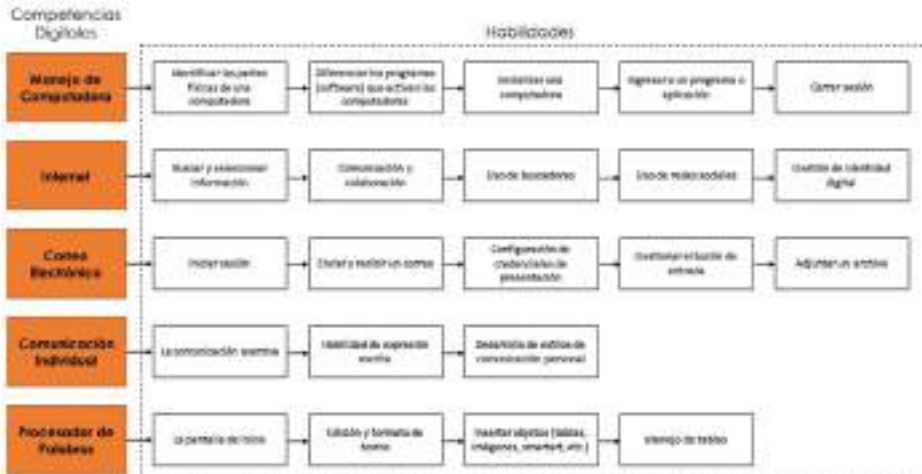 Competencias
Digitales
Habilidades
Manejo de
Computadora
Identificar las partes
físicas de una
computadora
Diferenciar los programas
(software) que activan las
computadoras
Inicializar una
computadora
Ingresar a un programa o
aplicación
Cerrar sesión
Internet
Buscar y seleccionar
información
Comunicación y
colaboración
Uso de buscadores
Uso de redes sociales
Gestión de identidad
digital
Correo
Electrónico
Iniciar sesión
Enviar y recibir un correo
Configuración de
credenciales de
presentación
Gestionar el buzón de
entrada
Adjuntar un archivo
Comunicación
Individual
La comunicación asertiva
Habilidad de expresión
escrita
Desarrollo de estilos de
comunicación personal
Procesador de
Palabras
La pantalla de inicio
Edición y formato de
textos
Insertar objetos (tablas,
imágenes, smartart, etc.)
Manejo de tablas